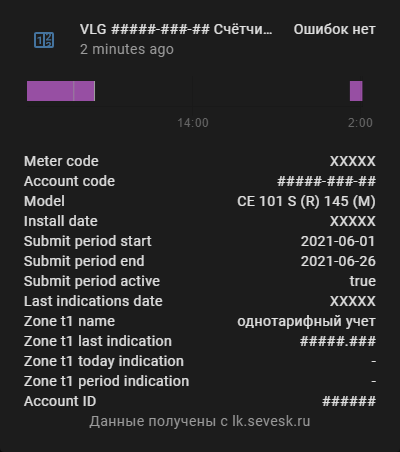 VLG #####-###-## Счётчи... Ошибок нет
2 minutes ago
14:00 2:00
Meter code XXXXX
Account code #####-###-##
Model CE 101 S (R) 145 (M)
Install date XXXXX
Submit period start 2021-06-01
Submit period end 2021-06-26
Submit period active true
Last indications date XXXXX
Zone t1 name однотарифный учет
Zone t1 last indication #####.###
Zone t1 today indication -
Zone t1 period indication -
Account ID ######
Данные получены с lk.sevesk.ru